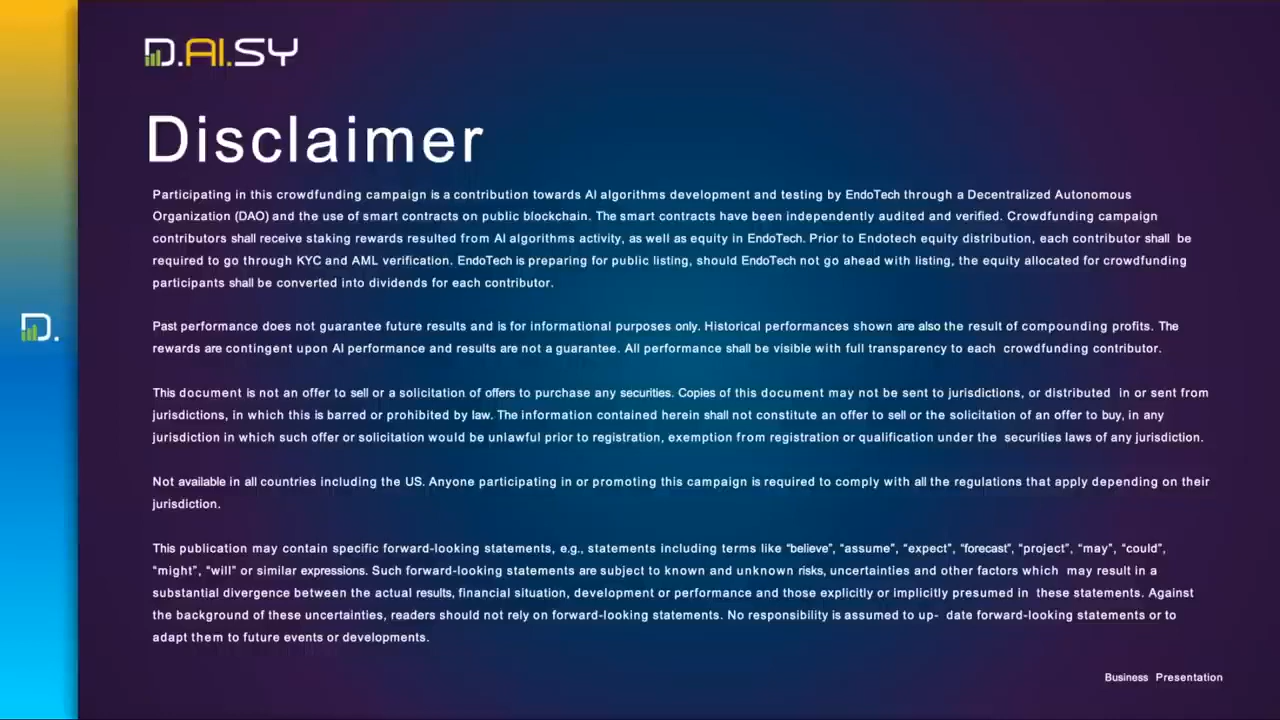 D.AI.SY
Disclaimer
Participating in this crowdfunding campaign is a contribution towards AI algorithms development and testing by EndoTech through a Decentralized Autonomous
Organization (DAO) and the use of smart contracts on public blockchain. The smart contracts have been independently audited and verified. Crowdfunding campaign
contributors shall receive staking rewards resulted from AI algorithms activity, as well as equity in EndoTech. Prior to Endotech equity distribution, each contributor shall be
required to go through KYC and AML verification. EndoTech is preparing for public listing, should EndoTech not go ahead with listing, the equity allocated for crowdfunding
participants shall be converted into dividends for each contributor.
Past performance does not guarantee future results and is for informational purposes only. Historical performances shown are also the result of compounding profits. The
rewards are contingent upon AI performance and results are not a guarantee. All performance shall be visible with full transparency to each crowdfunding contributor.
This document is not an offer to sell or a solicitation of offers to purchase any securities. Copies of this document may not be sent to jurisdictions, or distributed in or sent from
jurisdictions, in which this is barred or prohibited by law. The information contained herein shall not constitute an offer to sell or the solicitation of an offer to buy, in any
jurisdiction in which such offer or solicitation would be unlawful prior to registration, exemption from registration or qualification under the securities laws of any jurisdiction.
D.
Not available in all countries including the US. Anyone participating in or promoting this campaign is required to comply with all the regulations that apply depending on their
jurisdiction.
This publication may contain specific forward-looking statements, e.g., statements including terms like “believe”, “assume”, “expect”, “forecast”, “project”, “may”, “could”,
“might”, “will” or similar expressions. Such forward-looking statements are subject to known and unknown risks, uncertainties and other factors which may result in a
substantial divergence between the actual results, financial situation, development or performance and those explicitly or implicitly presumed in these statements. Against
the background of these uncertainties, readers should not rely on forward-looking statements. No responsibility is assumed to up- date forward-looking statements or to
adapt them to future events or developments.
Business Presentation